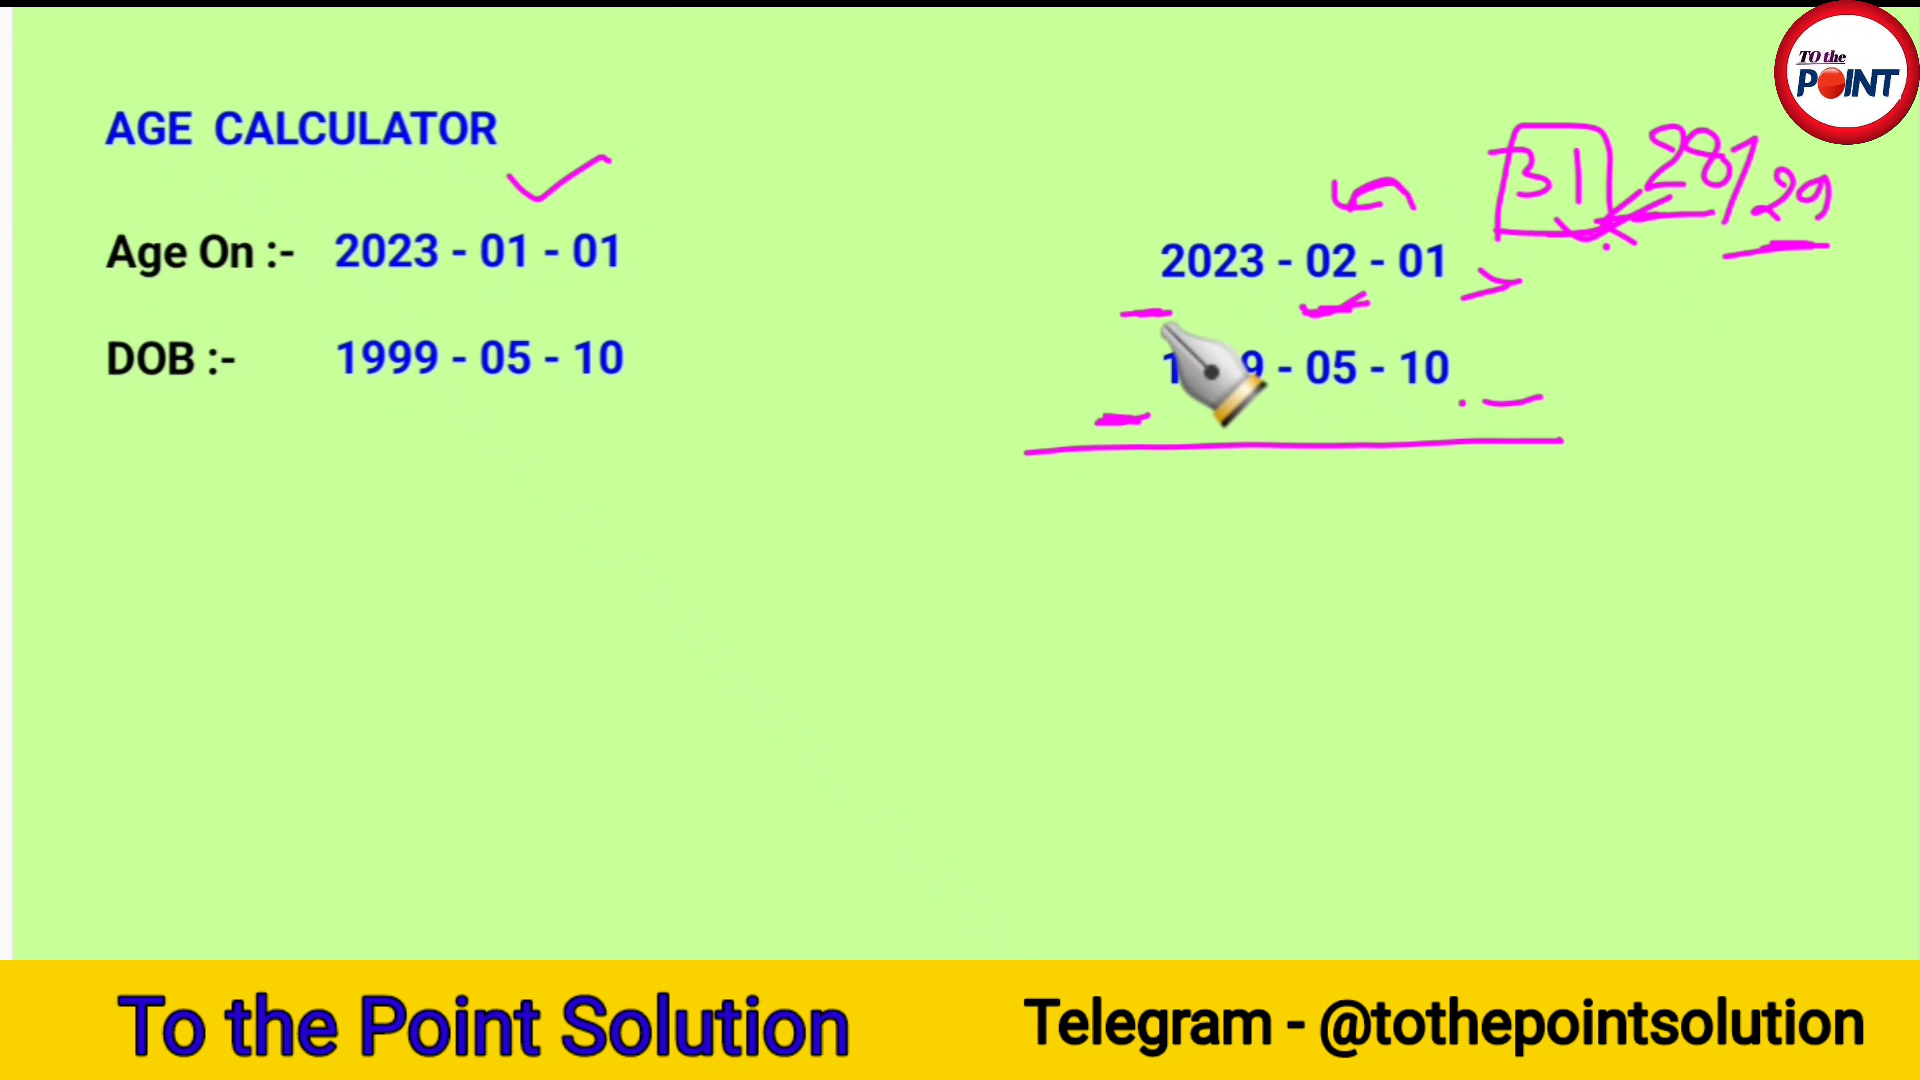 TO the
POINT
AGE CALCULATOR
31 28/29
Age On :- 2023 - 01 - 01
2023 - 02 - 01
DOB :- 1999 - 05 - 10
9 - 05 - 10
To the Point Solution
Telegram - @tothepointsolution